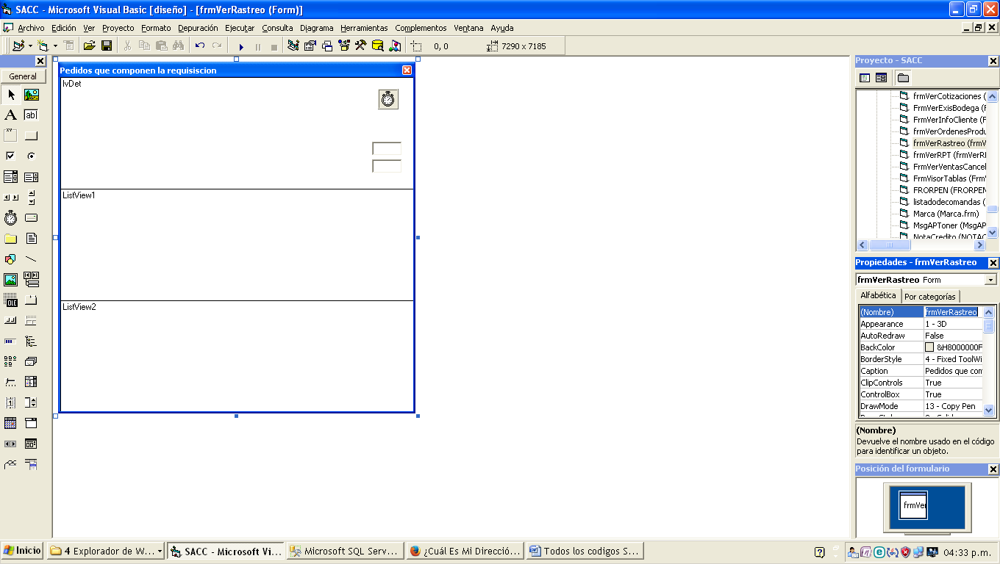 SACC - Microsoft Visual Basic [diseño] - [frmVerRastreo (Form)]
Archivo Edición Ver Proyecto Formato Depuración Ejecutar Consulta Diagrama Herramientas Complementos Ventana Ayuda
0, 0 7290 x 7185
General
A ab|
XY
OLE
Pedidos que componen la requisiscion
lvDet
ListView1
ListView2
Proyecto - SACC
frmVerCotizaciones (
FrmVerExisBodega (F
FrmVerInfoCliente (F
frmVerOrdenesProdu
frmVerRastreo (frmV
frmVerRPT (frmVerRI
FrmVerVentasCancel
FrmVisorTablas (Frm
FRORPEN (FRORPEN
listadodecomandas (
Marca (Marca.frm)
MsgAPToner (MsgAP
NotaCredito (NOTAC
Propiedades - frmVerRastreo
frmVerRastreo Form
Alfabética Por categorías
(Nombre) frmVerRastreo
Appearance 1 - 3D
AutoRedraw False
BackColor &H8000000F
BorderStyle 4 - Fixed ToolWi
Caption Pedidos que com
ClipControls True
ControlBox True
DrawMode 13 - Copy Pen
(Nombre)
Devuelve el nombre usado en el código
para identificar un objeto.
Posición del formulario
frmVer
Inicio 4 Explorador de W... SACC - Microsoft Vi... Microsoft SQL Serv... ¿Cuál Es Mi Direcció... Todos los codigos S... 04:33 p.m.